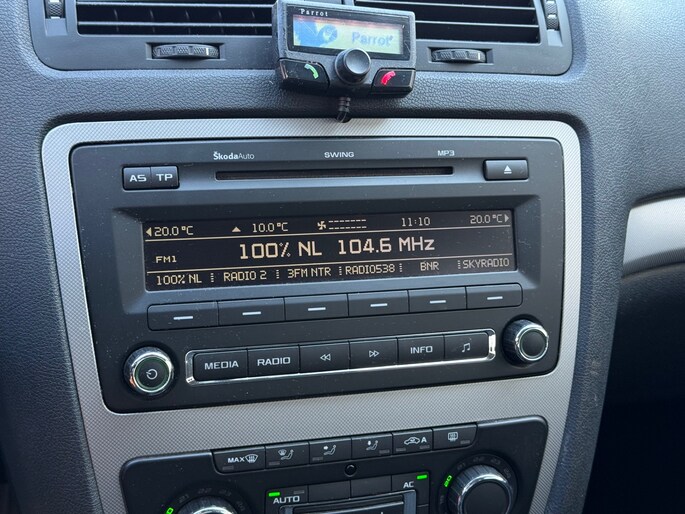 Parrot
Parrot
ŠkodaAuto SWING MP3
AS TP
20.0°C 10.0°C 11:10 20.0°C
100% NL 104.6 MHz
FM1
100% NL RADIO 2 3FM NTR RADIO538 BNR SKYRADIO
MEDIA RADIO INFO
MAX A
AUTO AC